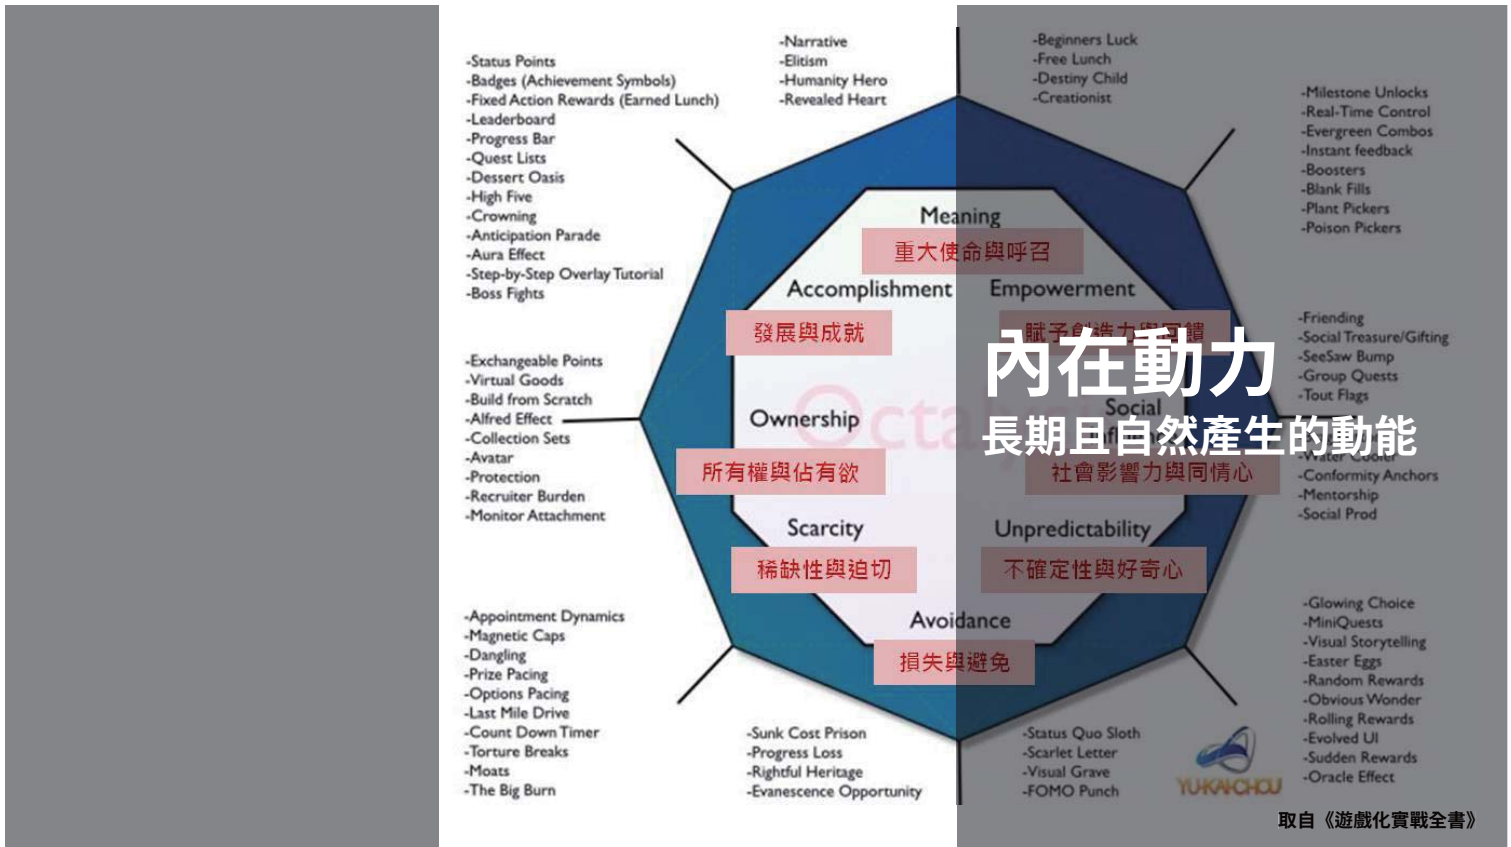 -Narrative
-Elitism
-Humanity Hero
-Revealed Heart
-Beginners Luck
-Free Lunch
-Destiny Child
-Creationist
-Status Points
-Badges (Achievement Symbols)
-Fixed Action Rewards (Earned Lunch)
-Leaderboard
-Progress Bar
-Quest Lists
-Dessert Oasis
-High Five
-Crowning
-Anticipation Parade
-Aura Effect
-Step-by-Step Overlay Tutorial
-Boss Fights
-Milestone Unlocks
-Real-Time Control
-Evergreen Combos
-Instant feedback
-Boosters
-Blank Fills
-Plant Pickers
-Poison Pickers
Meaning
重大使命與呼召
Accomplishment
Empowerment
發展與成就
賦予創造力與回饋
內在動力
長期且自然產生的動能
-Exchangeable Points
-Virtual Goods
-Build from Scratch
-Alfred Effect
-Collection Sets
-Avatar
-Protection
-Recruiter Burden
-Monitor Attachment
Ownership
Social
所有權與佔有欲
社會影響力與同情心
-Friending
-Social Treasure/Gifting
-SeeSaw Bump
-Group Quests
-Tout Flags
-Water Cooler
-Conformity Anchors
-Mentorship
-Social Prod
Scarcity
Unpredictability
稀缺性與迫切
不確定性與好奇心
Avoidance
損失與避免
-Appointment Dynamics
-Magnetic Caps
-Dangling
-Prize Pacing
-Options Pacing
-Last Mile Drive
-Count Down Timer
-Torture Breaks
-Moats
-The Big Burn
-Sunk Cost Prison
-Progress Loss
-Rightful Heritage
-Evanescence Opportunity
-Status Quo Sloth
-Scarlet Letter
-Visual Grave
-FOMO Punch
-Glowing Choice
-MiniQuests
-Visual Storytelling
-Easter Eggs
-Random Rewards
-Obvious Wonder
-Rolling Rewards
-Evolved UI
-Sudden Rewards
-Oracle Effect
YU-KAI CHOU
取自《遊戲化實戰全書》